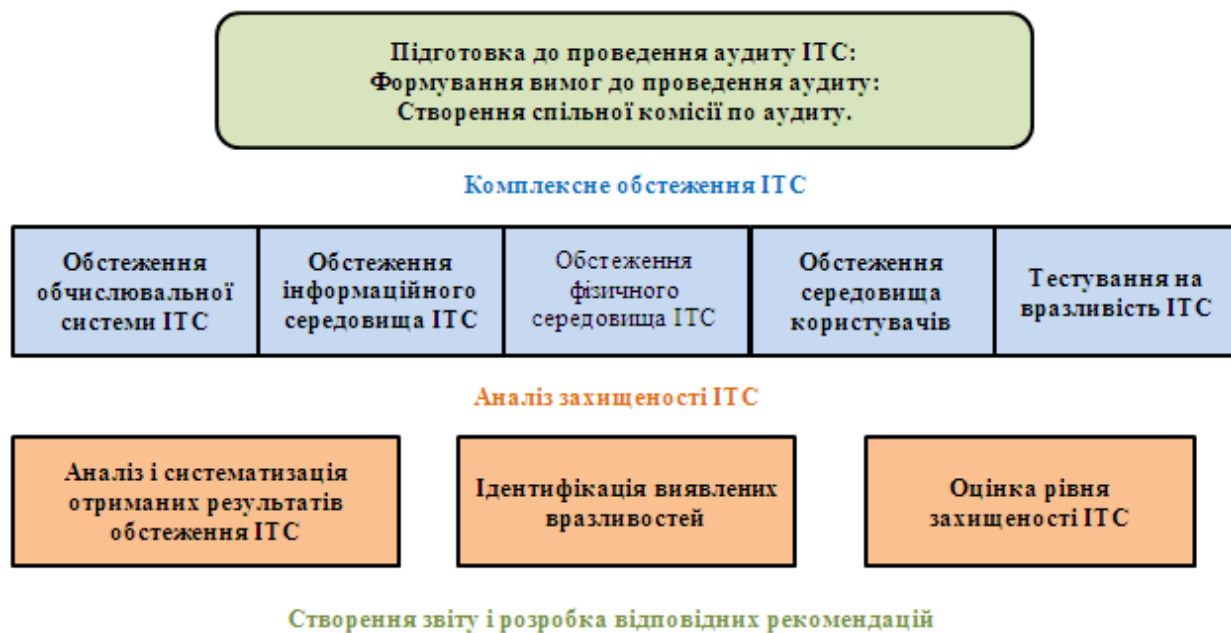 Підготовка до проведення аудиту ІТС:
Формування вимог до проведення аудиту:
Створення спільної комісії по аудиту.
Комплексне обстеження ІТС
Обстеження
обчислювальної
системи ІТС
Обстеження
інформаційного
середовища ІТС
Обстеження
фізичного
середовища ІТС
Обстеження
середовища
користувачів
Тестування на
вразливість ІТС
Аналіз захищеності ІТС
Аналіз і систематизація
отриманих результатів
обстеження ІТС
Ідентифікація виявлених
вразливостей
Оцінка рівня
захищеності ІТС
Створення звіту і розробка відповідних рекомендацій